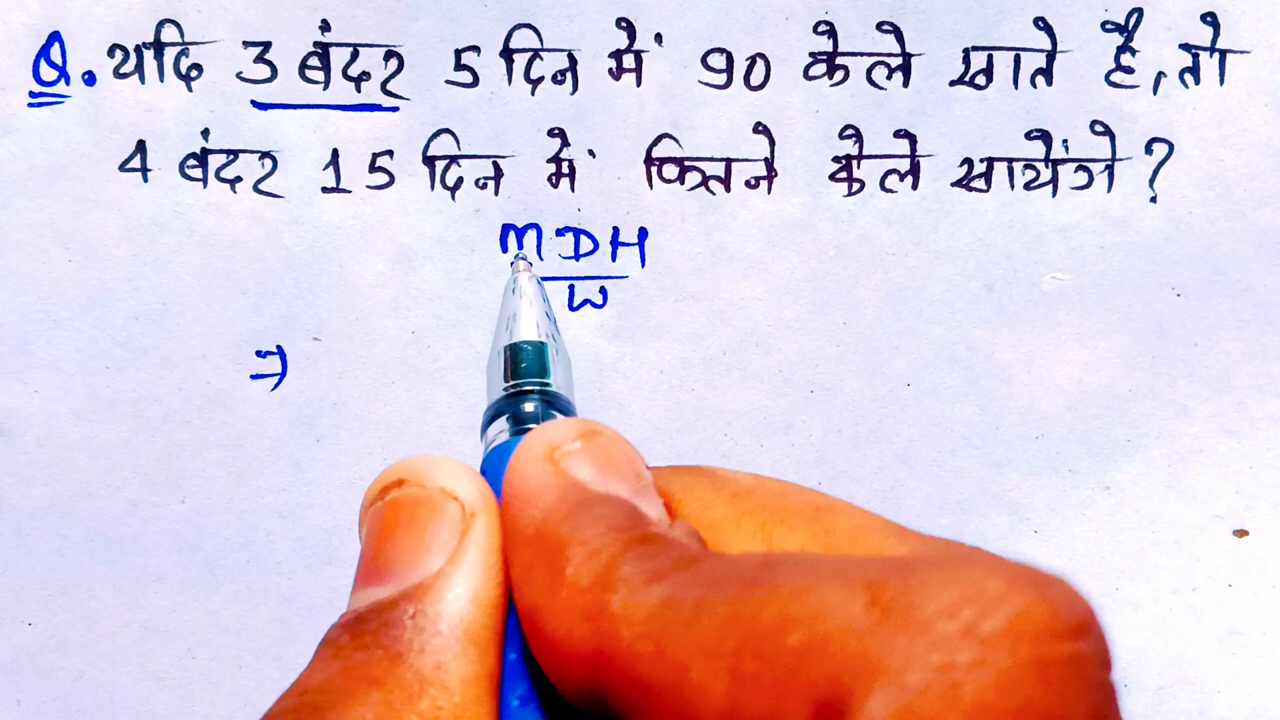 Q. यदि 3 बंदर 5 दिन में 90 केले खाते है, तो
4 बंदर 15 दिन में कितने केले खायेंगे ?
MDH
W
⇒